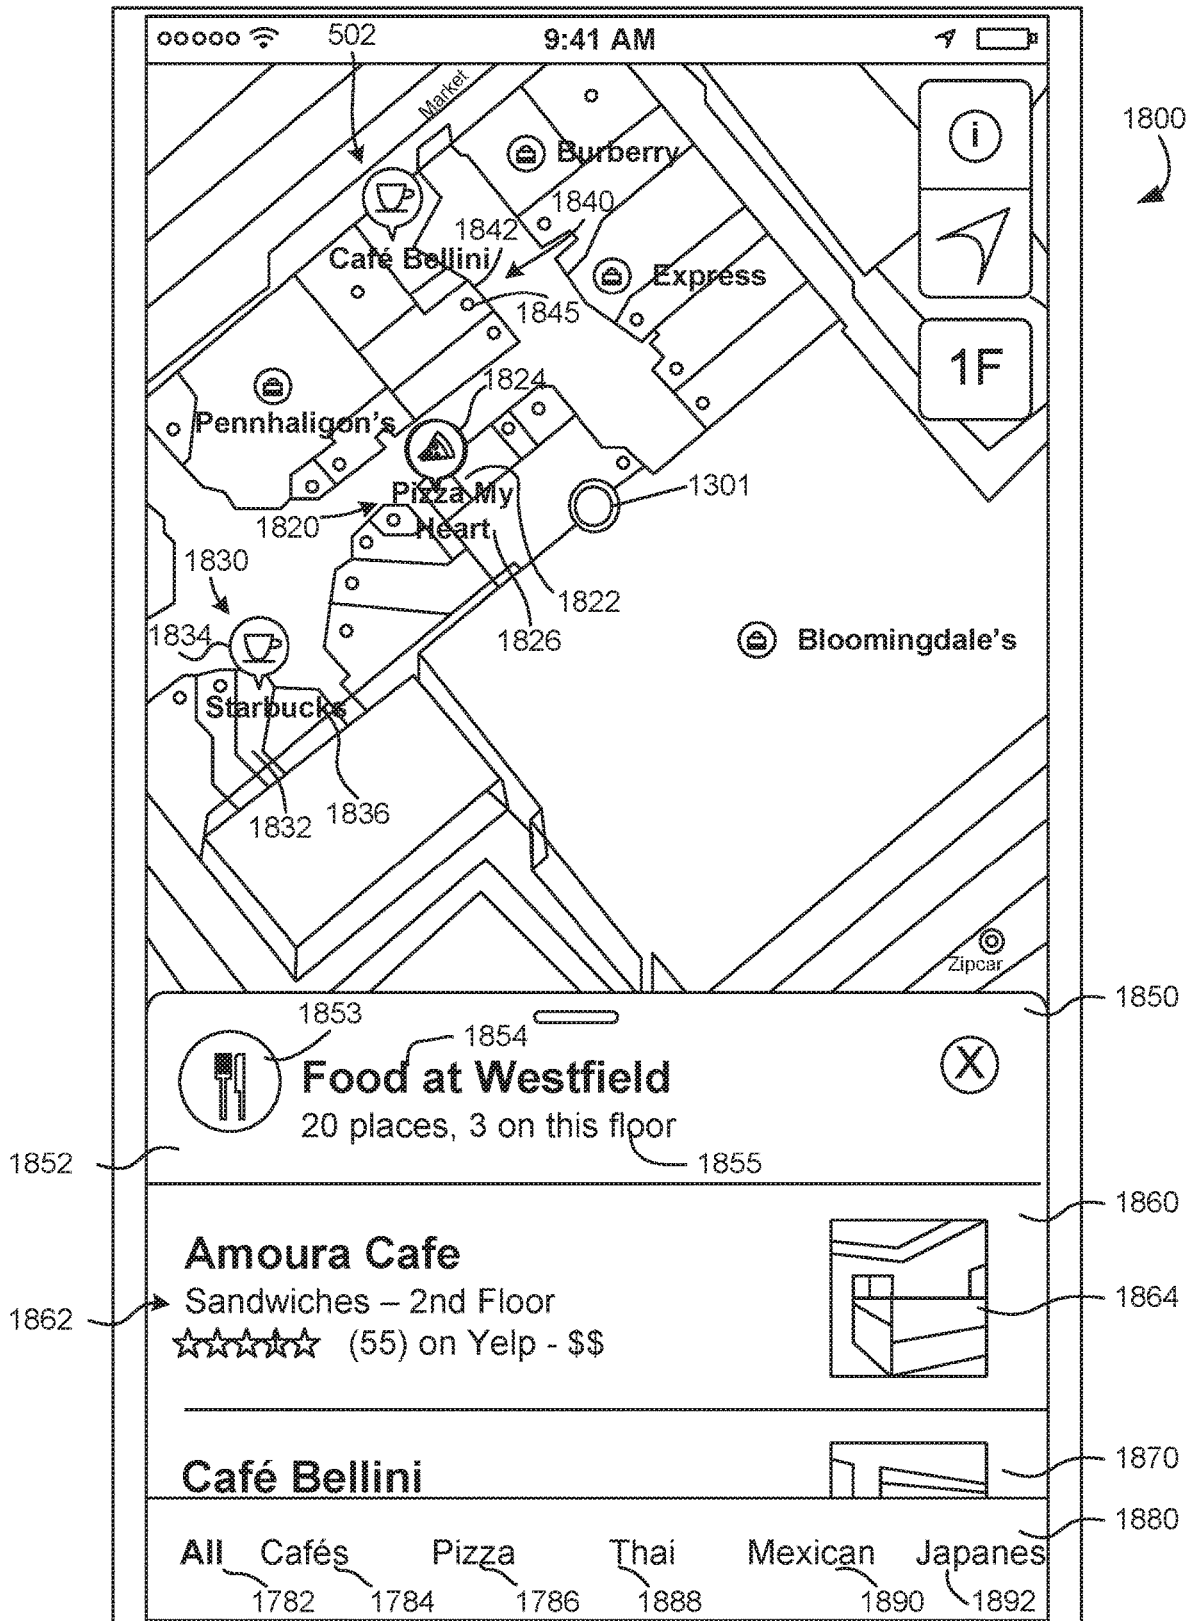 502
9:41 AM
Market
1800
i
Burberry
1840
1842
Café Bellini
Express
1845
1F
1824
Pennhaligon's
1301
Pizza My
Heart
1820
1830
1822
1826
1834
Bloomingdale's
Starbucks
1832
1836
Zipcar
1850
1853
1854
Food at Westfield
X
20 places, 3 on this floor
1852
1855
1860
Amoura Cafe
1862
Sandwiches – 2nd Floor
1864
(55) on Yelp - $$
Café Bellini
1870
1880
All Cafés Pizza Thai Mexican Japanes
1782 1784 1786 1888 1890 1892